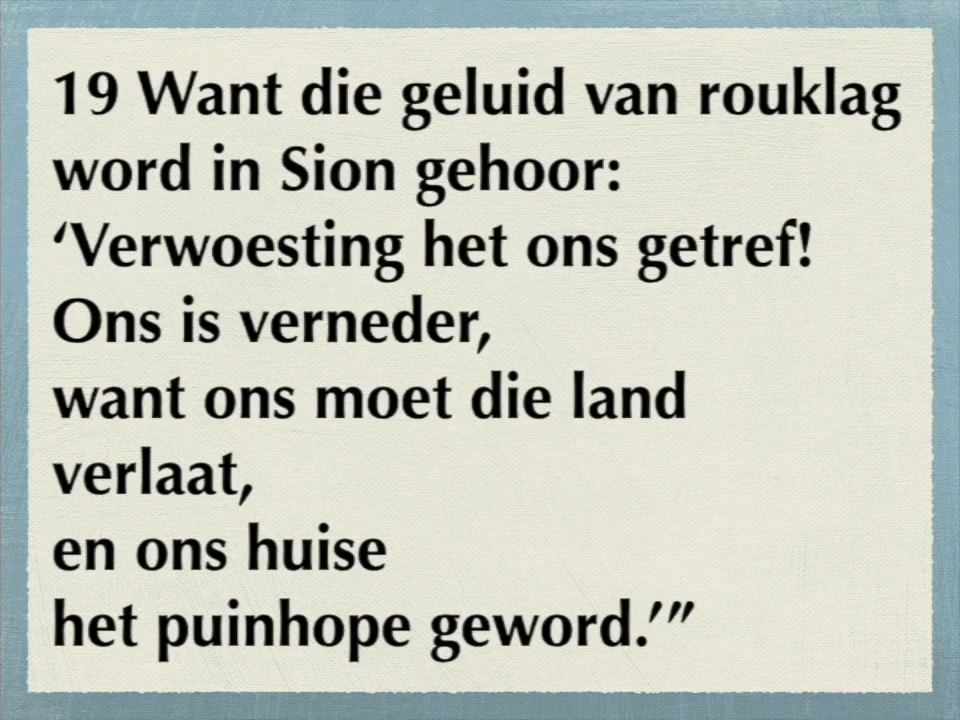 19 Want die geluid van rouklag
word in Sion gehoor:
‘Verwoesting het ons getref!
Ons is verneder,
want ons moet die land
verlaat,
en ons huise
het puinhope geword.’”